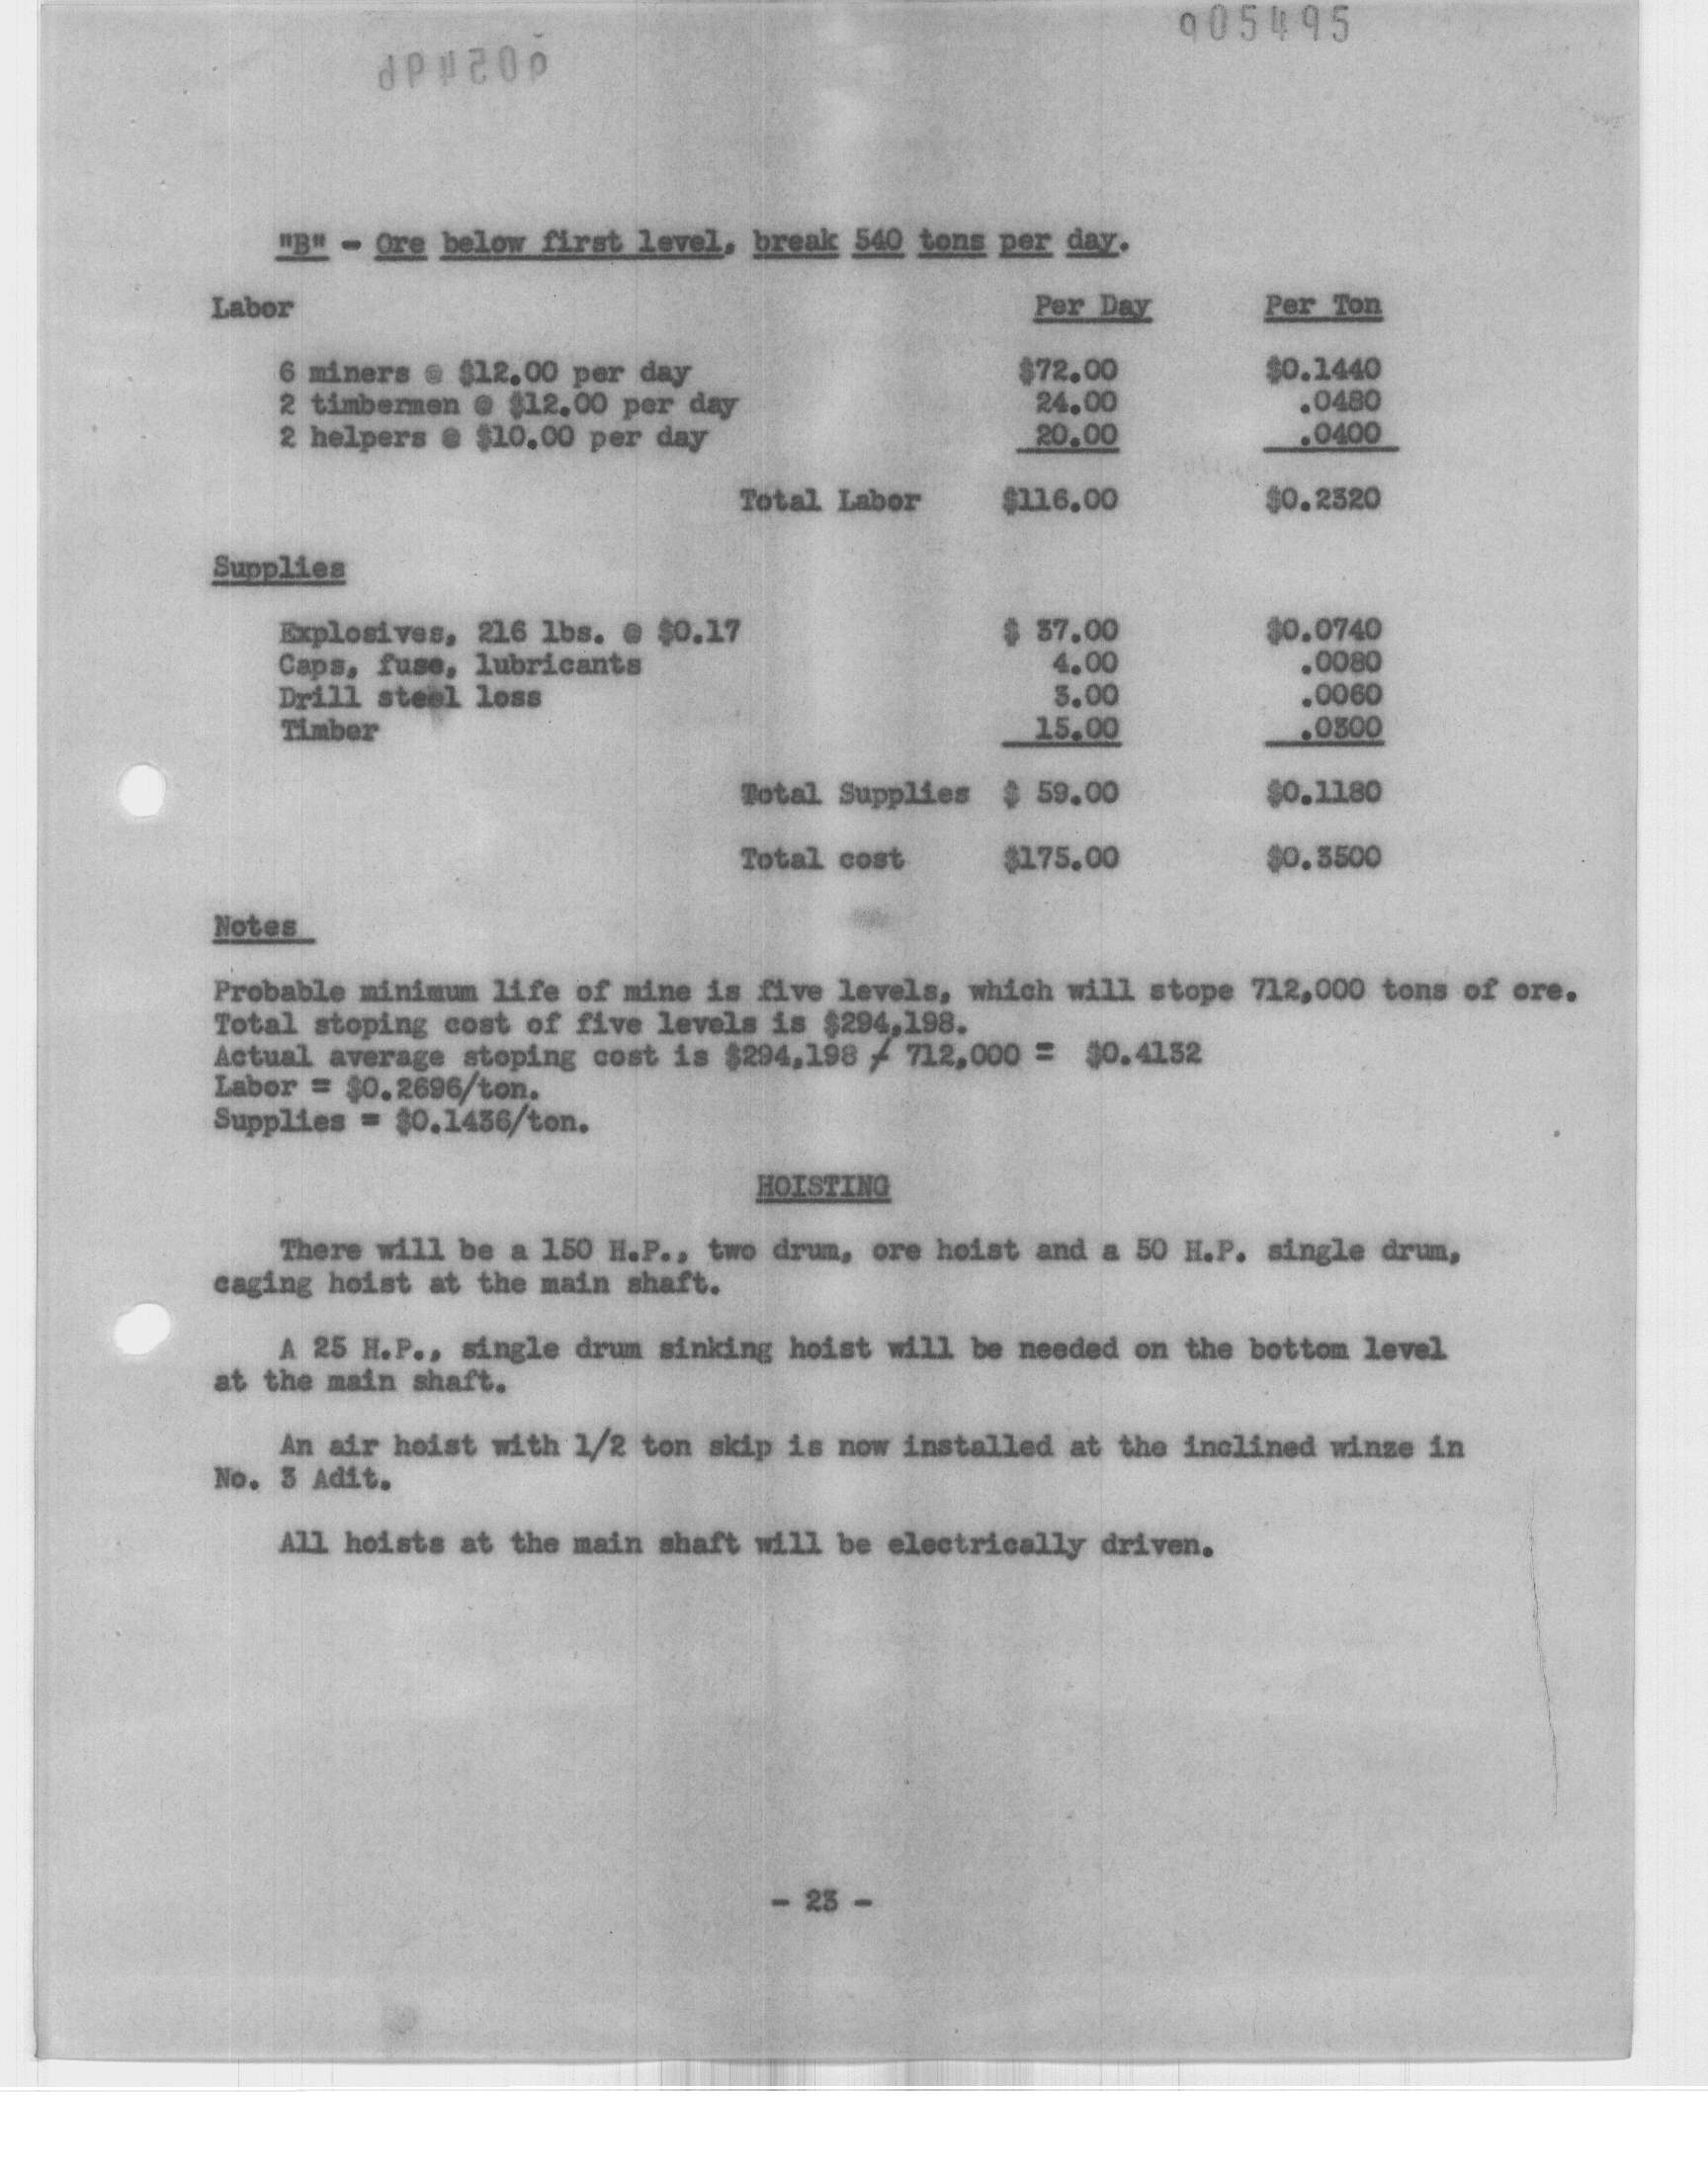 905495
"B" - Ore below first level, break 540 tons per day.
Labor Per Day Per Ton
6 miners @ $12.00 per day $72.00 $0.1440
2 timbermen @ $12.00 per day 24.00 .0480
2 helpers @ $10.00 per day 20.00 .0400
Total Labor $116.00 $0.2320
Supplies
Explosives, 216 lbs. @ $0.17 $ 37.00 $0.0740
Caps, fuse, lubricants 4.00 .0080
Drill steel loss 3.00 .0060
Timber 15.00 .0300
Total Supplies $ 59.00 $0.1180
Total cost $175.00 $0.3500
Notes
Probable minimum life of mine is five levels, which will stope 712,000 tons of ore.
Total stoping cost of five levels is $294,198.
Actual average stoping cost is $294,198 / 712,000 = $0.4132
Labor = $0.2696/ton.
Supplies = $0.1436/ton.
HOISTING
There will be a 150 H.P., two drum, ore hoist and a 50 H.P. single drum,
caging hoist at the main shaft.
A 25 H.P., single drum sinking hoist will be needed on the bottom level
at the main shaft.
An air hoist with 1/2 ton skip is now installed at the inclined winze in
No. 3 Adit.
All hoists at the main shaft will be electrically driven.
- 23 -